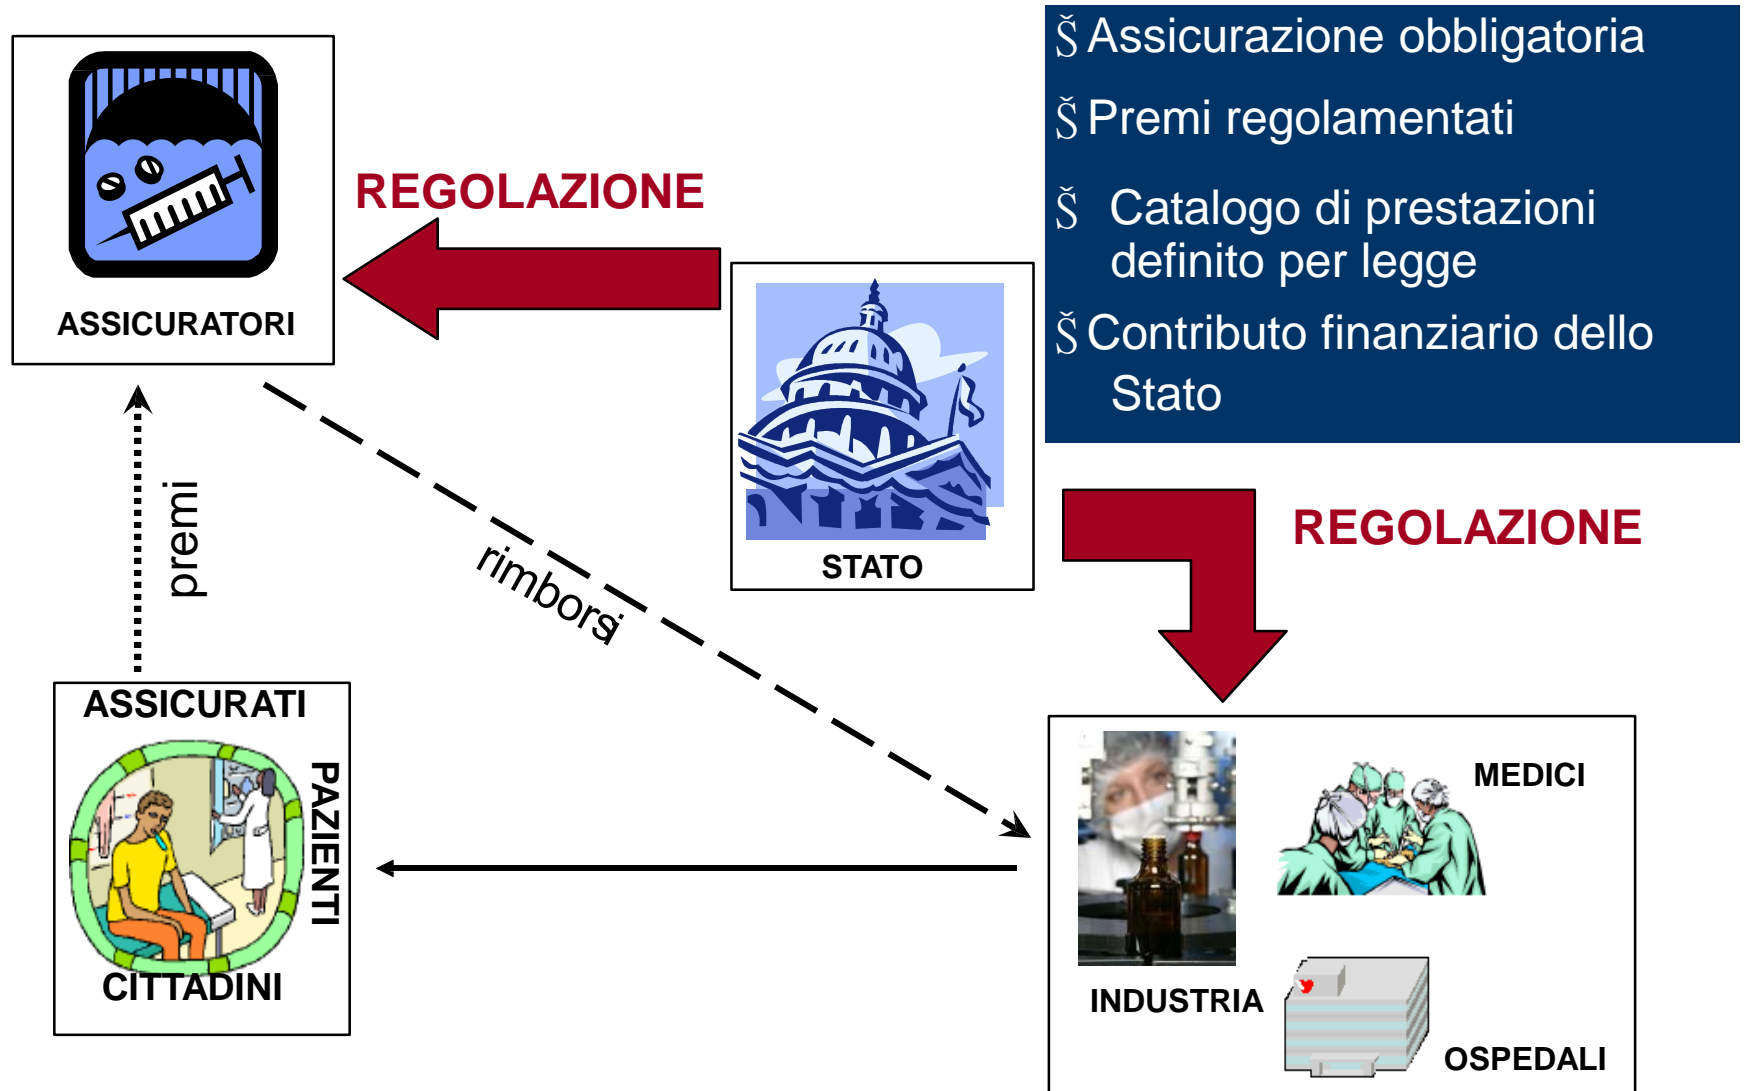 Š Assicurazione obbligatoria
Š Premi regolamentati
Š Catalogo di prestazioni
definito per legge
Š Contributo finanziario dello
Stato
REGOLAZIONE
ASSICURATORI
STATO
REGOLAZIONE
premi
rimborsi
ASSICURATI
PAZIENTI
CITTADINI
MEDICI
INDUSTRIA
OSPEDALI